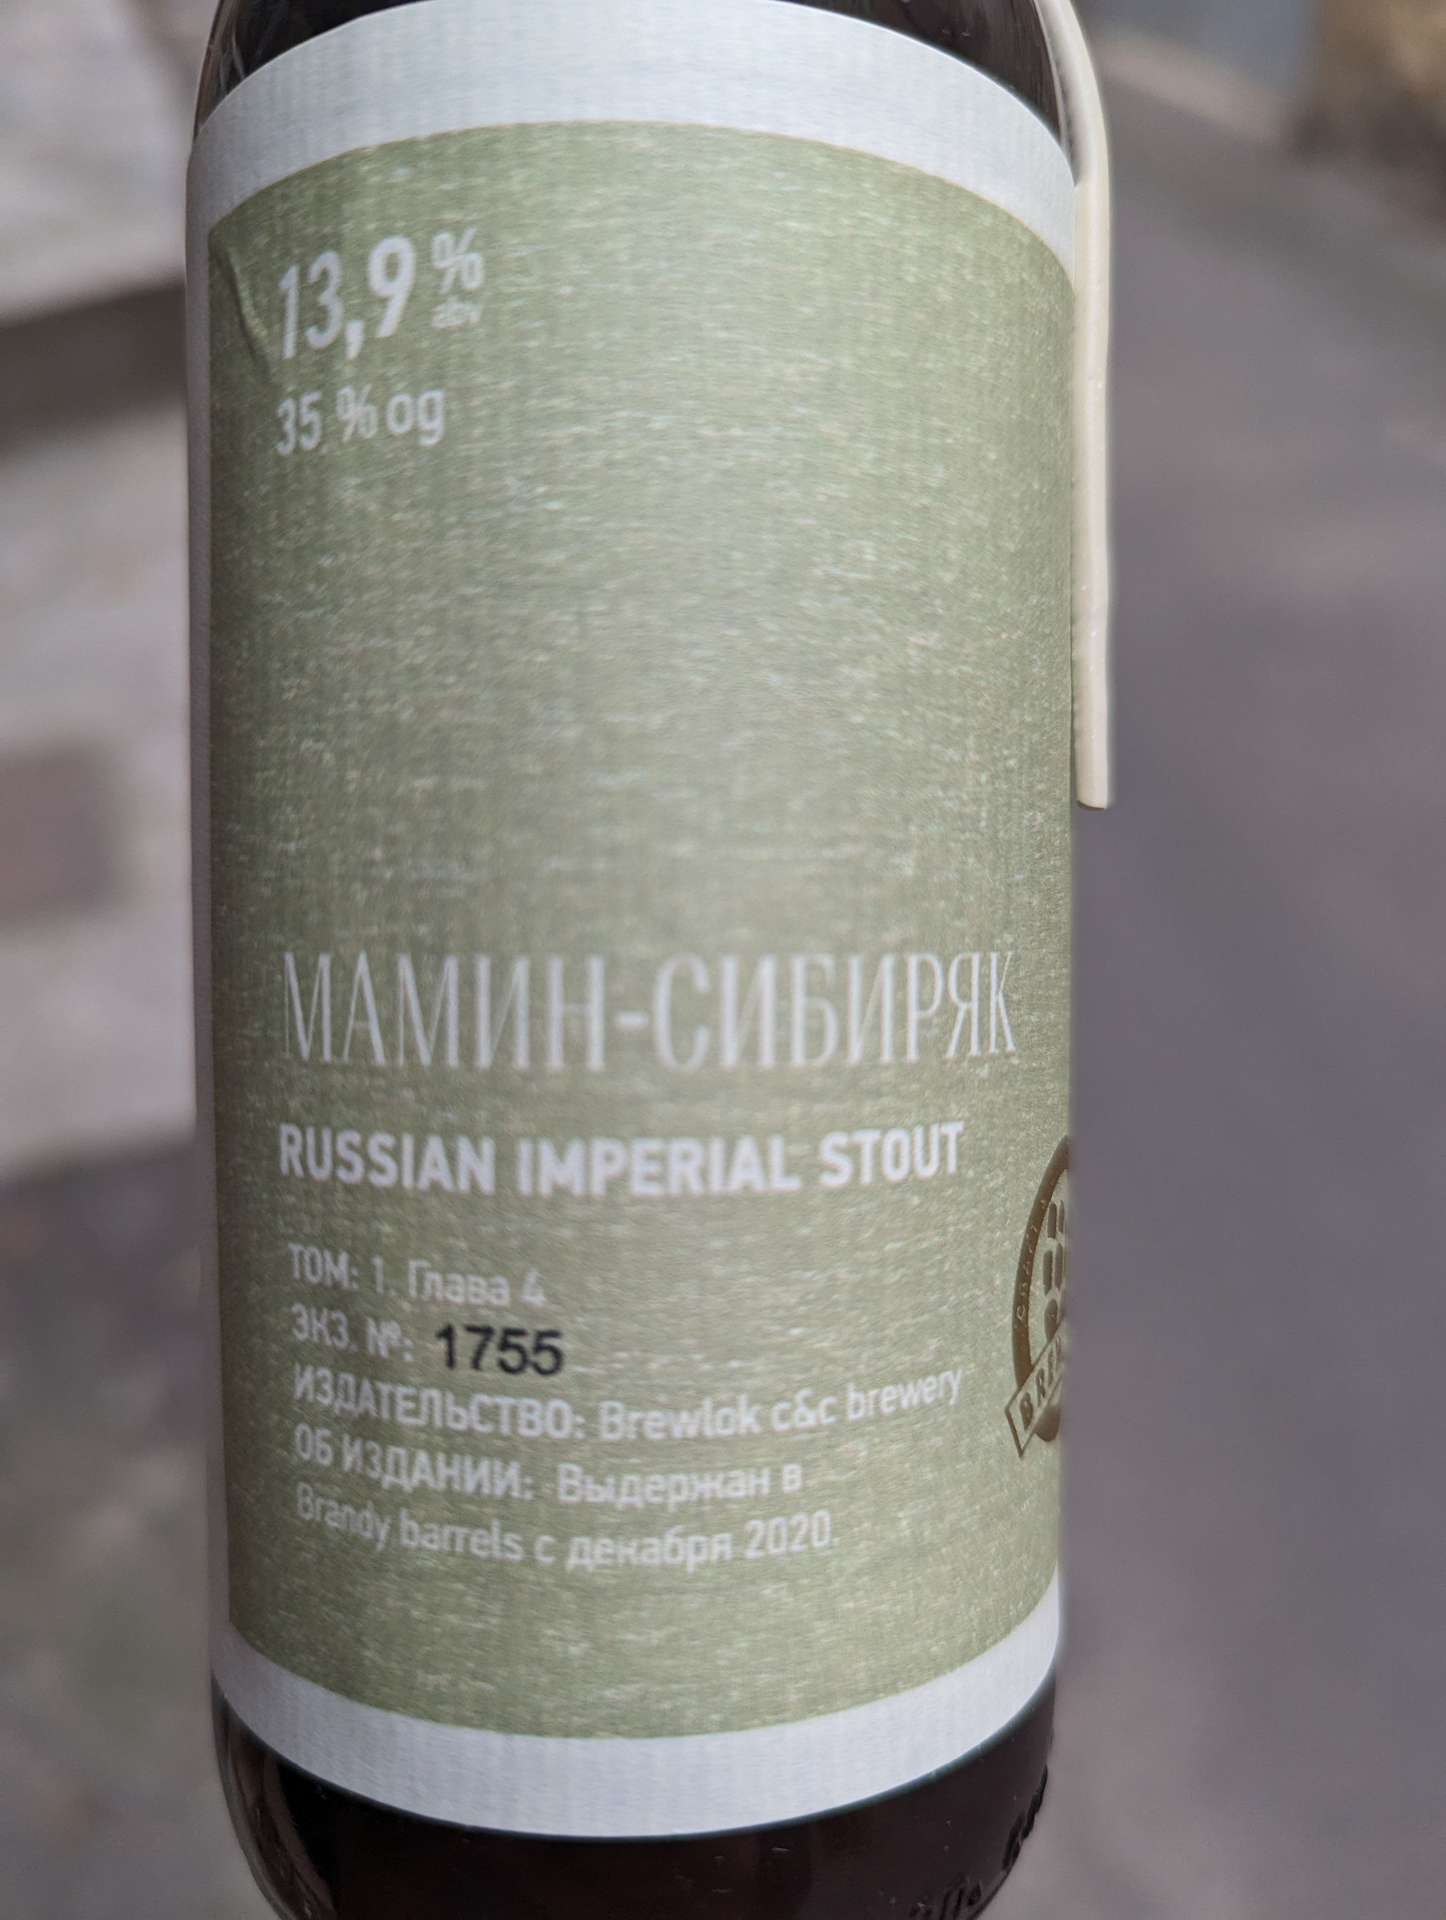 13,9 % abv
35 % og
МАМИН-СИБИРЯК
RUSSIAN IMPERIAL STOUT
ТОМ: 1. Глава 4
ЭКЗ. №: 1755
ИЗДАТЕЛЬСТВО: Brewlok c&c brewery
ОБ ИЗДАНИИ: Выдержан в
Brandy barrels с декабря 2020.